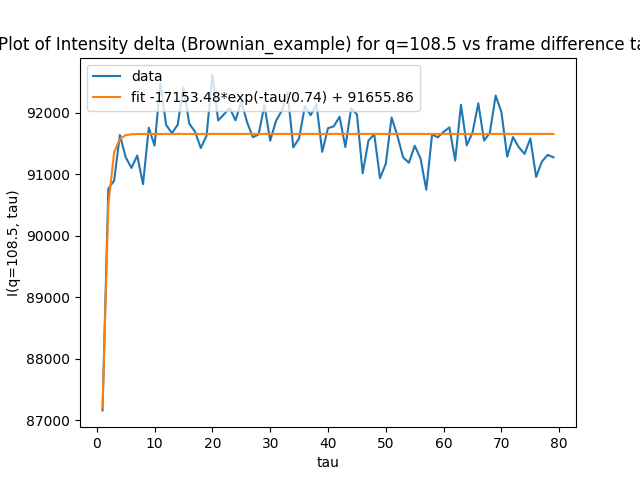 Plot of Intensity delta (Brownian_example) for q=108.5 vs frame difference ta
data
fit -17153.48*exp(-tau/0.74) + 91655.86
92000
91000
90000
89000
88000
87000
I(q=108.5, tau)
0 10 20 30 40 50 60 70 80
tau